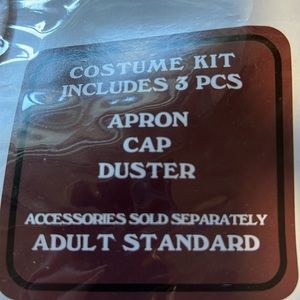 COSTUME KIT
INCLUDES 3 PCS
APRON
CAP
DUSTER
ACCESSORIES SOLD SEPARATELY
ADULT STANDARD